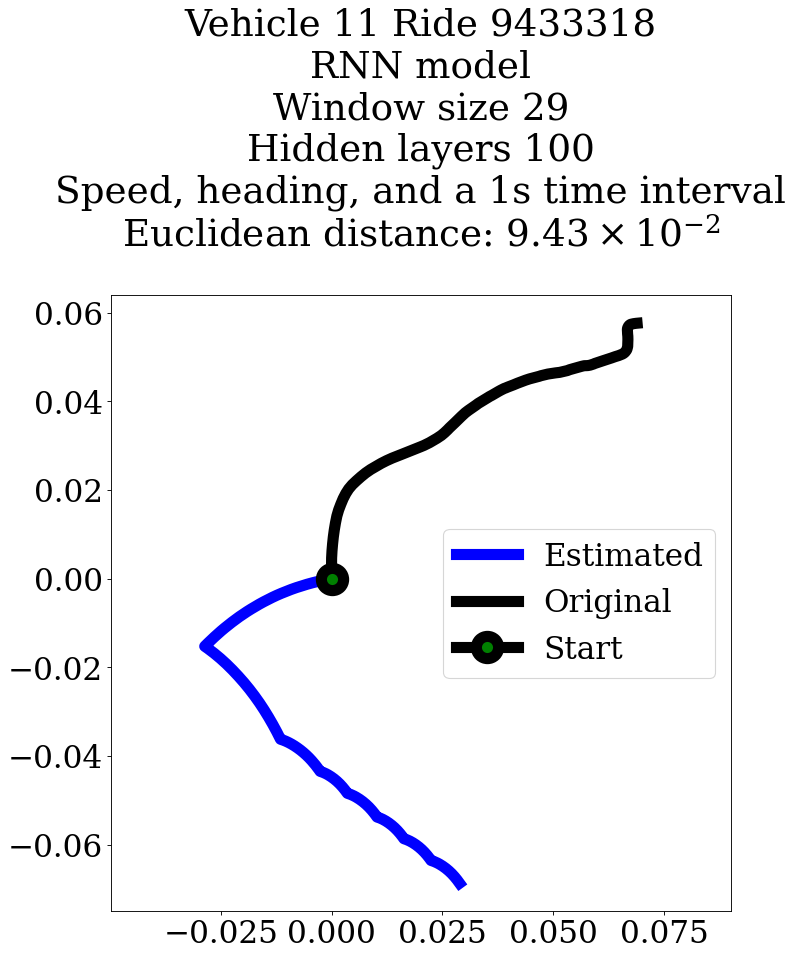 Vehicle 11 Ride 9433318
RNN model
Window size 29
Hidden layers 100
Speed, heading, and a 1s time interval
Euclidean distance: 9.43 × 10⁻²
0.06
0.04
0.02
0.00
−0.02
−0.04
−0.06
Estimated
Original
Start
−0.025 0.000 0.025 0.050 0.075